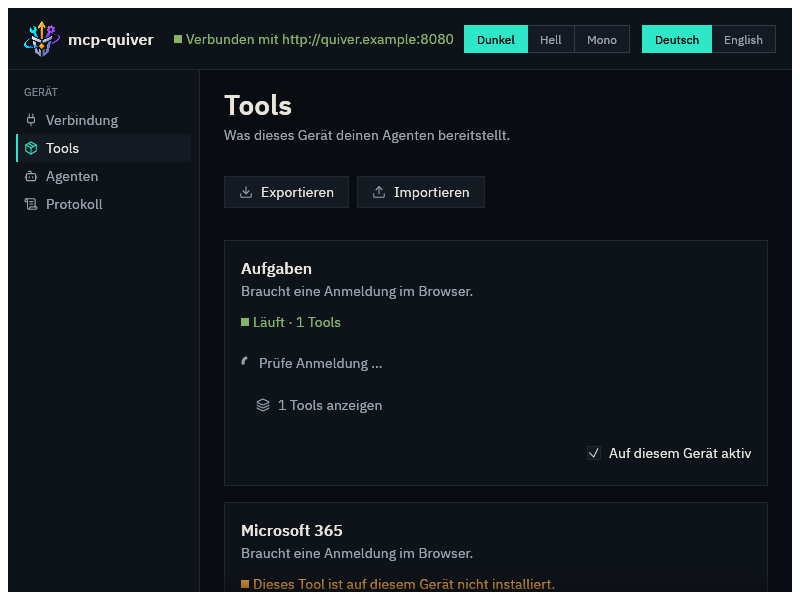 mcp-quiver
Verbunden mit http://quiver.example:8080
Dunkel
Hell
Mono
Deutsch
English
GERÄT
Verbindung
Tools
Agenten
Protokoll
Tools
Was dieses Gerät deinen Agenten bereitstellt.
Exportieren
Importieren
Aufgaben
Braucht eine Anmeldung im Browser.
Läuft · 1 Tools
Prüfe Anmeldung ...
1 Tools anzeigen
Auf diesem Gerät aktiv
Microsoft 365
Braucht eine Anmeldung im Browser.
Dieses Tool ist auf diesem Gerät nicht installiert.